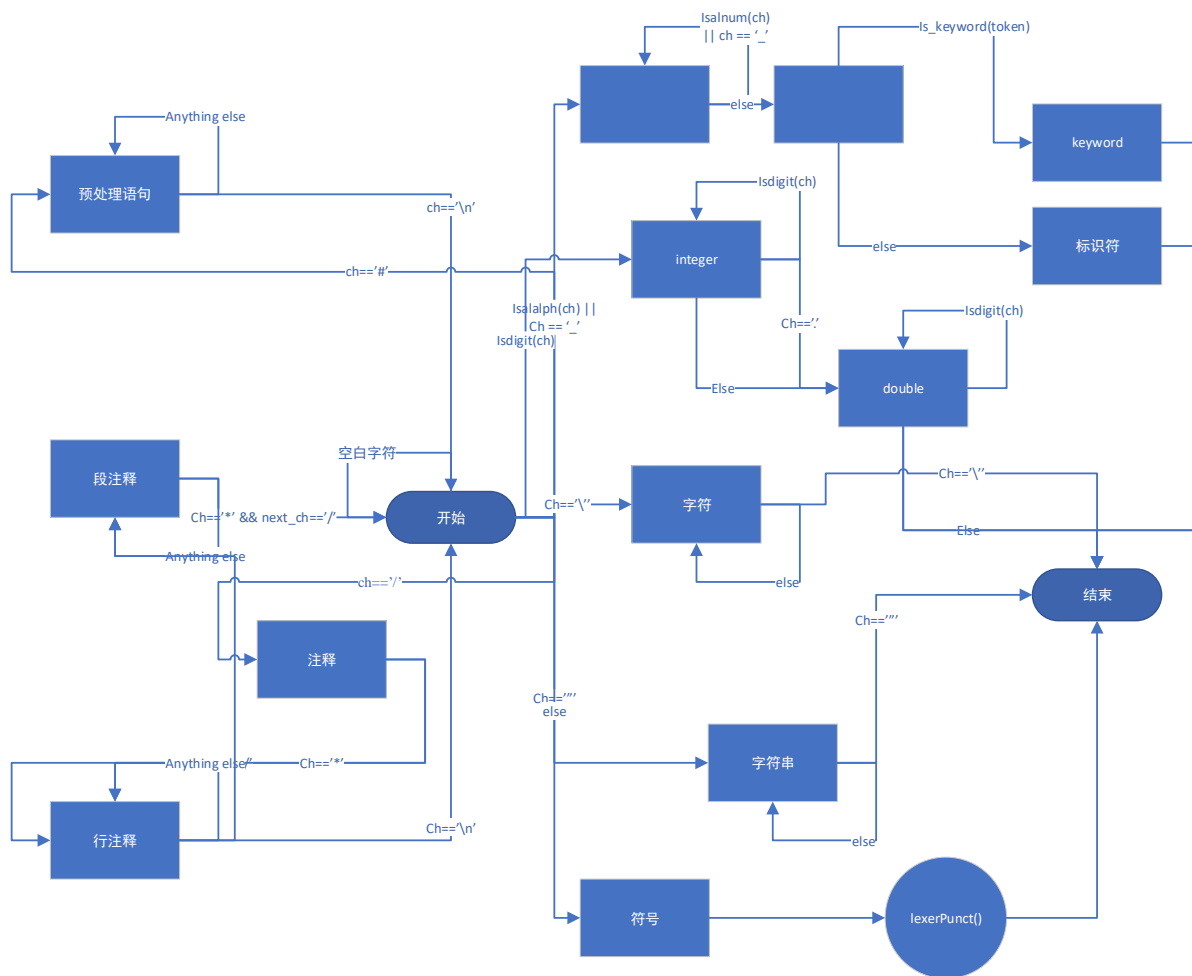 Isalnum(ch)
|| ch == ‘_’
Is_keyword(token)
else
Anything else
keyword
预处理语句
Isdigit(ch)
ch==’\n’
else
标识符
integer
ch==’#’
Isalalph(ch) ||
Ch == ‘_’
Isdigit(ch)
Ch==’.’
Isdigit(ch)
Else
double
空白字符
段注释
Ch==’\’’
Ch==’\’’
字符
Ch==’*’ && next_ch==’/’
开始
Else
Anything else
ch==’/’
else
结束
Ch==’”’
注释
Ch==’”’
else
Anything else
Ch==’*’
字符串
Ch==’\n’
行注释
else
符号
lexerPunct()